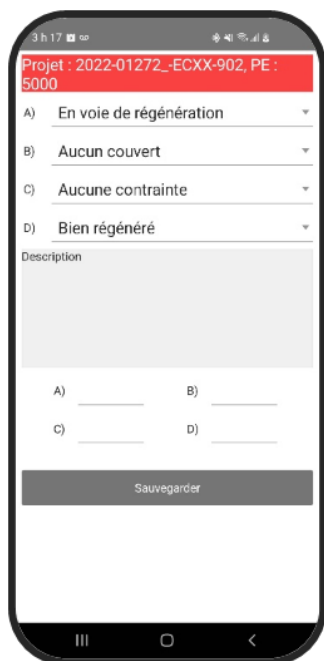 3 h 17
Projet : 2022-01272_-ECXX-902, PE :
5000
A) En voie de régénération
B) Aucun couvert
C) Aucune contrainte
D) Bien régénéré
Description
A) B)
C) D)
Sauvegarder